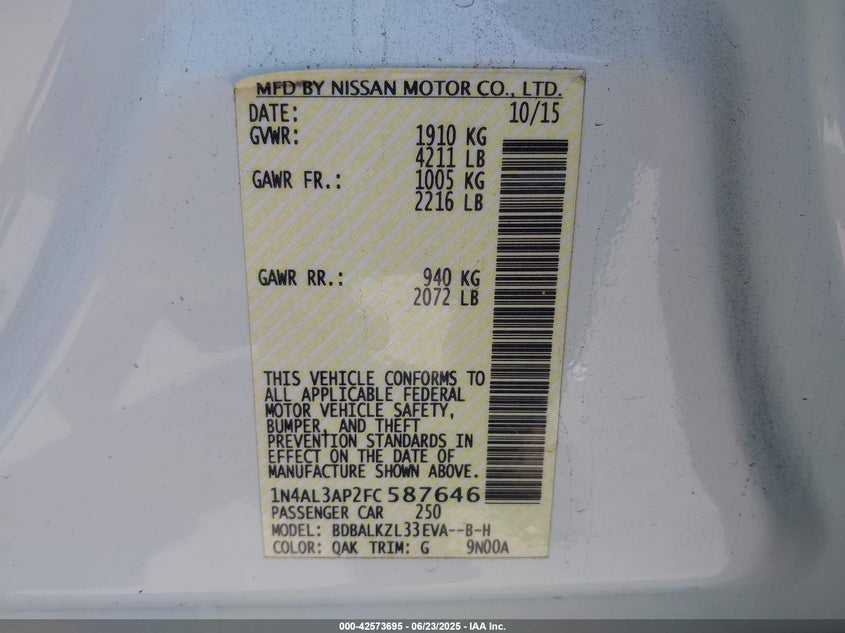 MFD BY NISSAN MOTOR CO., LTD.
DATE: 10/15
GVWR: 1910 KG
4211 LB
GAWR FR.: 1005 KG
2216 LB
GAWR RR.: 940 KG
2072 LB
THIS VEHICLE CONFORMS TO
ALL APPLICABLE FEDERAL
MOTOR VEHICLE SAFETY,
BUMPER, AND THEFT
PREVENTION STANDARDS IN
EFFECT ON THE DATE OF
MANUFACTURE SHOWN ABOVE.
1N4AL3AP2FC587646
PASSENGER CAR 250
MODEL: BDBALKZL33EVA--B-H
COLOR: QAK TRIM: G 9N00A
000-42573695 - 06/23/2025 - IAA Inc.